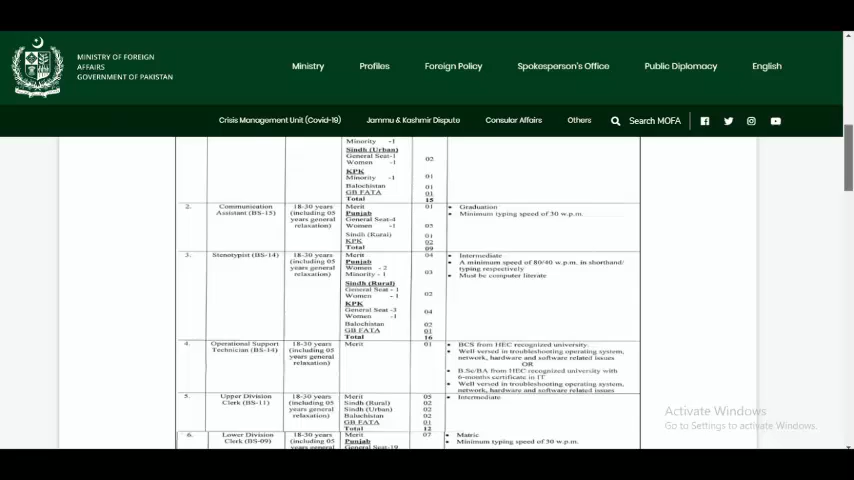 MINISTRY OF FOREIGN
AFFAIRS
GOVERNMENT OF PAKISTAN
Ministry Profiles Foreign Policy Spokesperson's Office Public Diplomacy English
Crisis Management Unit (Covid-19) Jammu & Kashmir Dispute Consular Affairs Others Search MOFA
Minority -1
Sindh (Urban)
General Seat-1 02
Women -1
KPK
Minority -1 01
Balochistan 01
GB FATA 01
Total 15
2. Communication Assistant (BS-15) 18-30 years (including 05 years general relaxation)
Merit 01
Punjab
General Seat-4
Women -1 05
Sindh (Rural) 01
KPK 02
Total 09
• Graduation
• Minimum typing speed of 30 w.p.m.
3. Stenotypist (BS-14) 18-30 years (including 05 years general relaxation)
Merit 04
Punjab
Women - 2 03
Minority - 1
Sindh (Rural)
General Seat - 1 02
Women - 1
KPK
General Seat -3 04
Women -1
Balochistan 02
GB FATA 01
Total 16
• Intermediate
• A minimum speed of 80/40 w.p.m. in shorthand/
typing respectively
• Must be computer literate
4. Operational Support Technician (BS-14) 18-30 years (including 05 years general relaxation)
Merit 01
• BCS from HEC recognized university.
• Well versed in troubleshooting operating system,
network, hardware and software related issues
OR
• B.Sc/BA from HEC recognized university with
6-months certificate in IT
• Well versed in troubleshooting operating system,
network, hardware and software related issues
5. Upper Division Clerk (BS-11) 18-30 years (including 05 years general relaxation)
Merit 05
Sindh (Rural) 02
Sindh (Urban) 02
Balochistan 02
GB FATA 01
Total 12
• Intermediate
6. Lower Division Clerk (BS-09) 18-30 years (including 05 years general
Merit 07
Punjab
General Seat-19
• Matric
• Minimum typing speed of 30 w.p.m.
Activate Windows
Go to Settings to activate Windows.